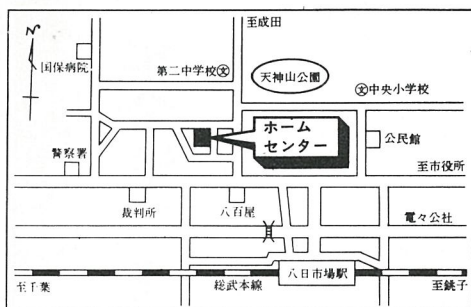 至成田
国保病院
第二中学校㊛
天神山公園
㊛中央小学校
ホーム
センター
公民館
警察署
至市役所
裁判所
八百屋
電々公社
八日市場駅
至千葉
総武本線
至銚子